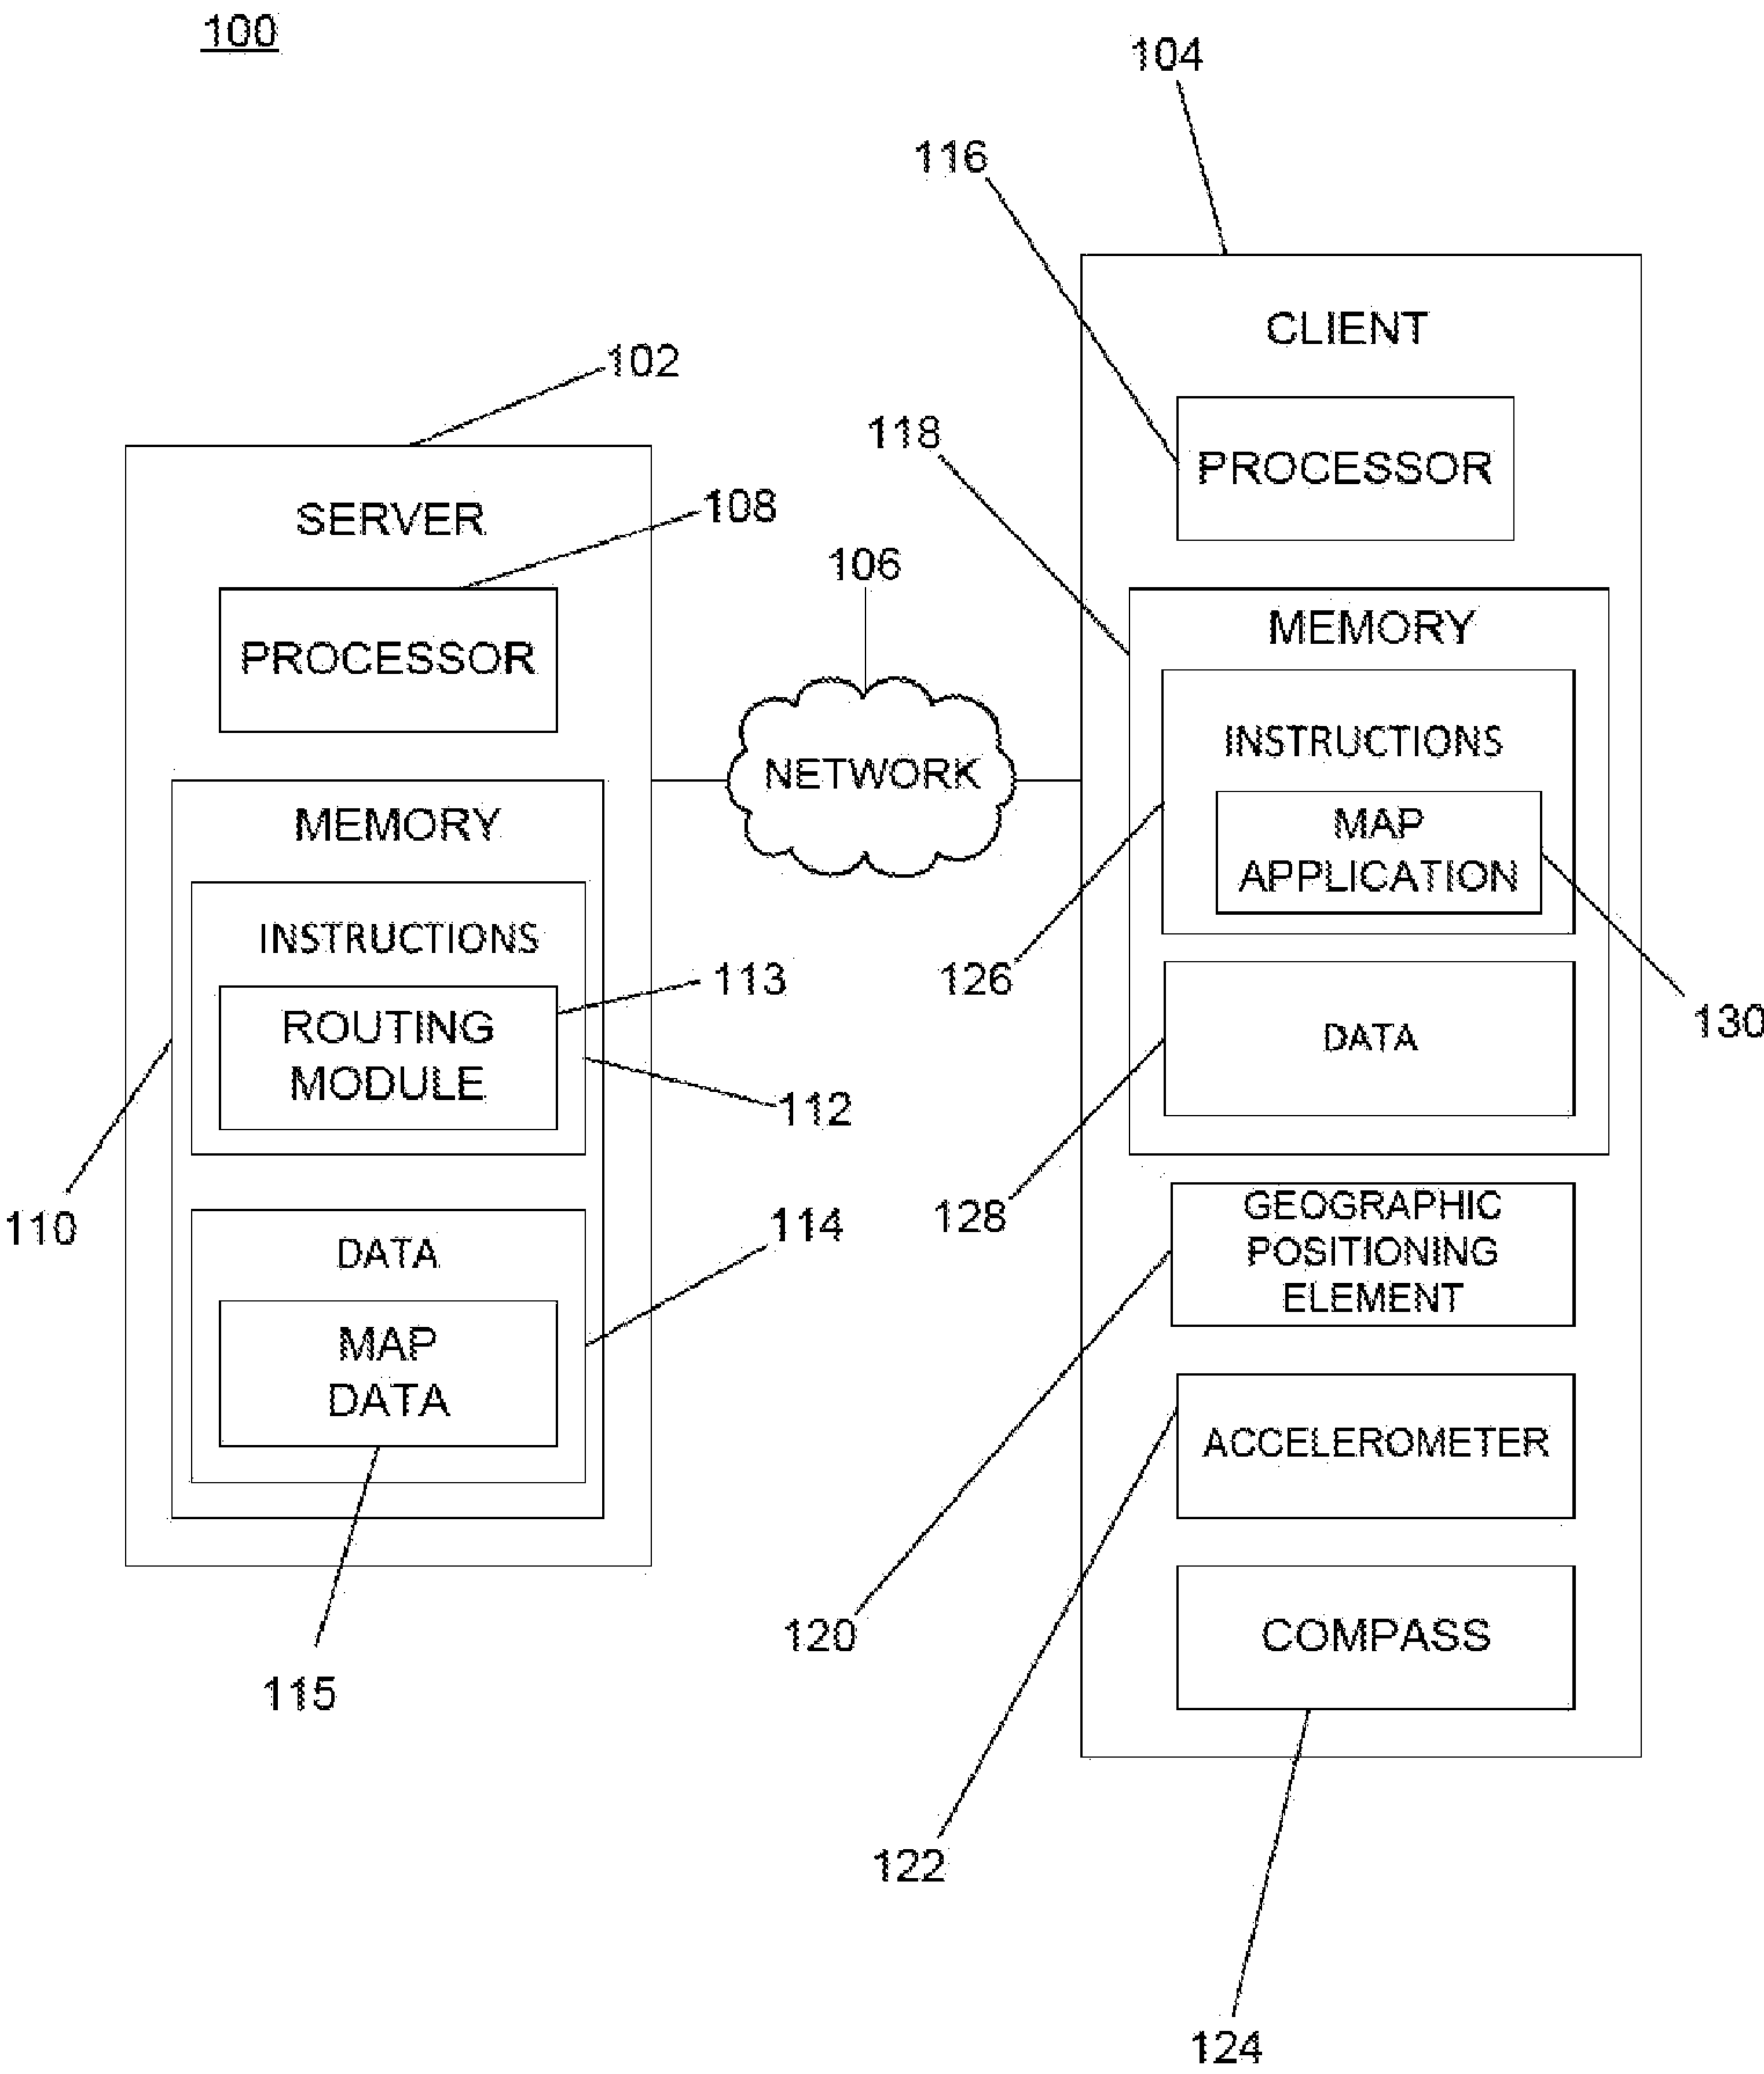 100
104
116
CLIENT
102
118
PROCESSOR
SERVER
108
106
PROCESSOR
MEMORY
INSTRUCTIONS
NETWORK
MAP
APPLICATION
MEMORY
INSTRUCTIONS
113
126
130
ROUTING
MODULE
DATA
112
110
114
128
GEOGRAPHIC
POSITIONING
ELEMENT
DATA
MAP
DATA
ACCELEROMETER
120
COMPASS
115
122
124